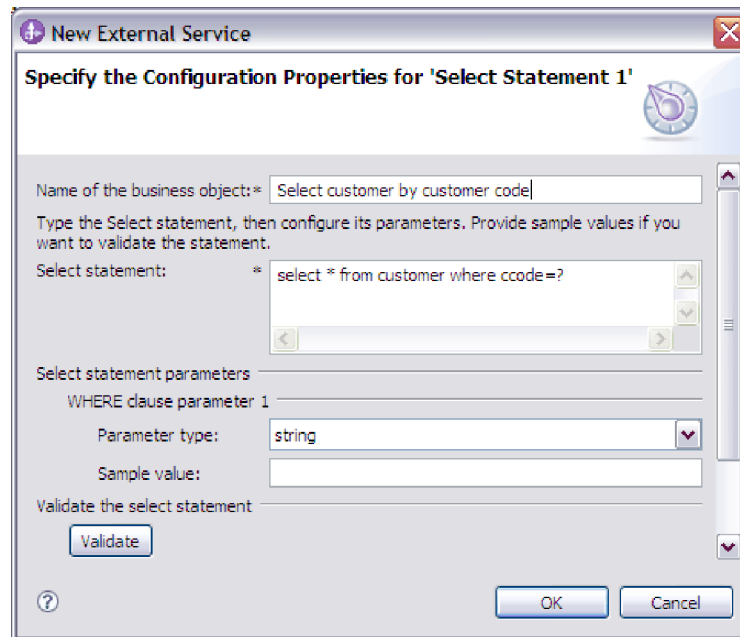 New External Service
Specify the Configuration Properties for 'Select Statement 1'
Name of the business object:* Select customer by customer code
Type the Select statement, then configure its parameters. Provide sample values if you
want to validate the statement.
Select statement: * select * from customer where ccode=?
Select statement parameters
WHERE clause parameter 1
Parameter type: string
Sample value:
Validate the select statement
Validate
OK Cancel